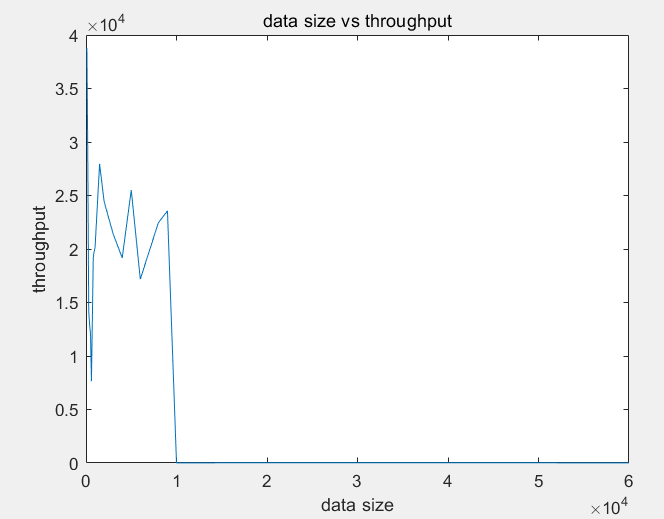 data size vs throughput
×10⁴
4
3.5
3
2.5
2
1.5
1
0.5
0
throughput
0 1 2 3 4 5 6
data size
×10⁴